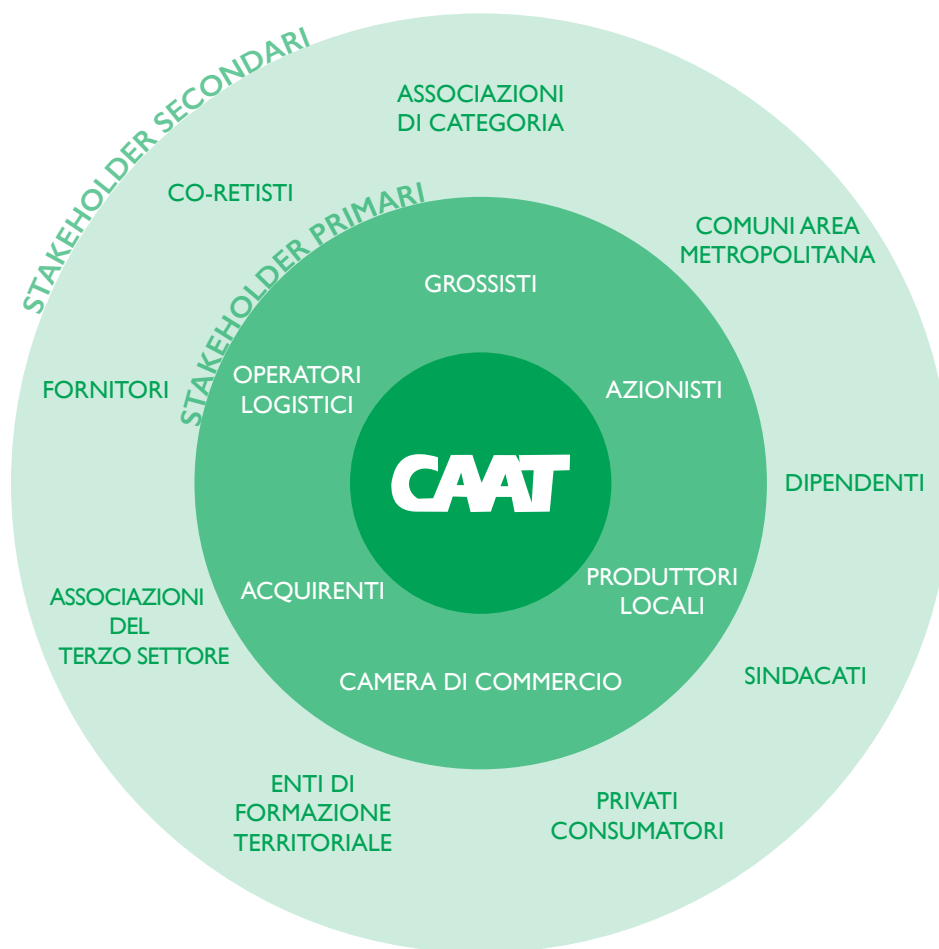 STAKEHOLDER SECONDARI
ASSOCIAZIONI
DI CATEGORIA
CO-RETISTI
STAKEHOLDER PRIMARI
COMUNI AREA
METROPOLITANA
GROSSISTI
FORNITORI
OPERATORI
LOGISTICI
AZIONISTI
CAAT
DIPENDENTI
ASSOCIAZIONI
DEL
TERZO SETTORE
ACQUIRENTI
PRODUTTORI
LOCALI
CAMERA DI COMMERCIO
SINDACATI
ENTI DI
FORMAZIONE
TERRITORIALE
PRIVATI
CONSUMATORI